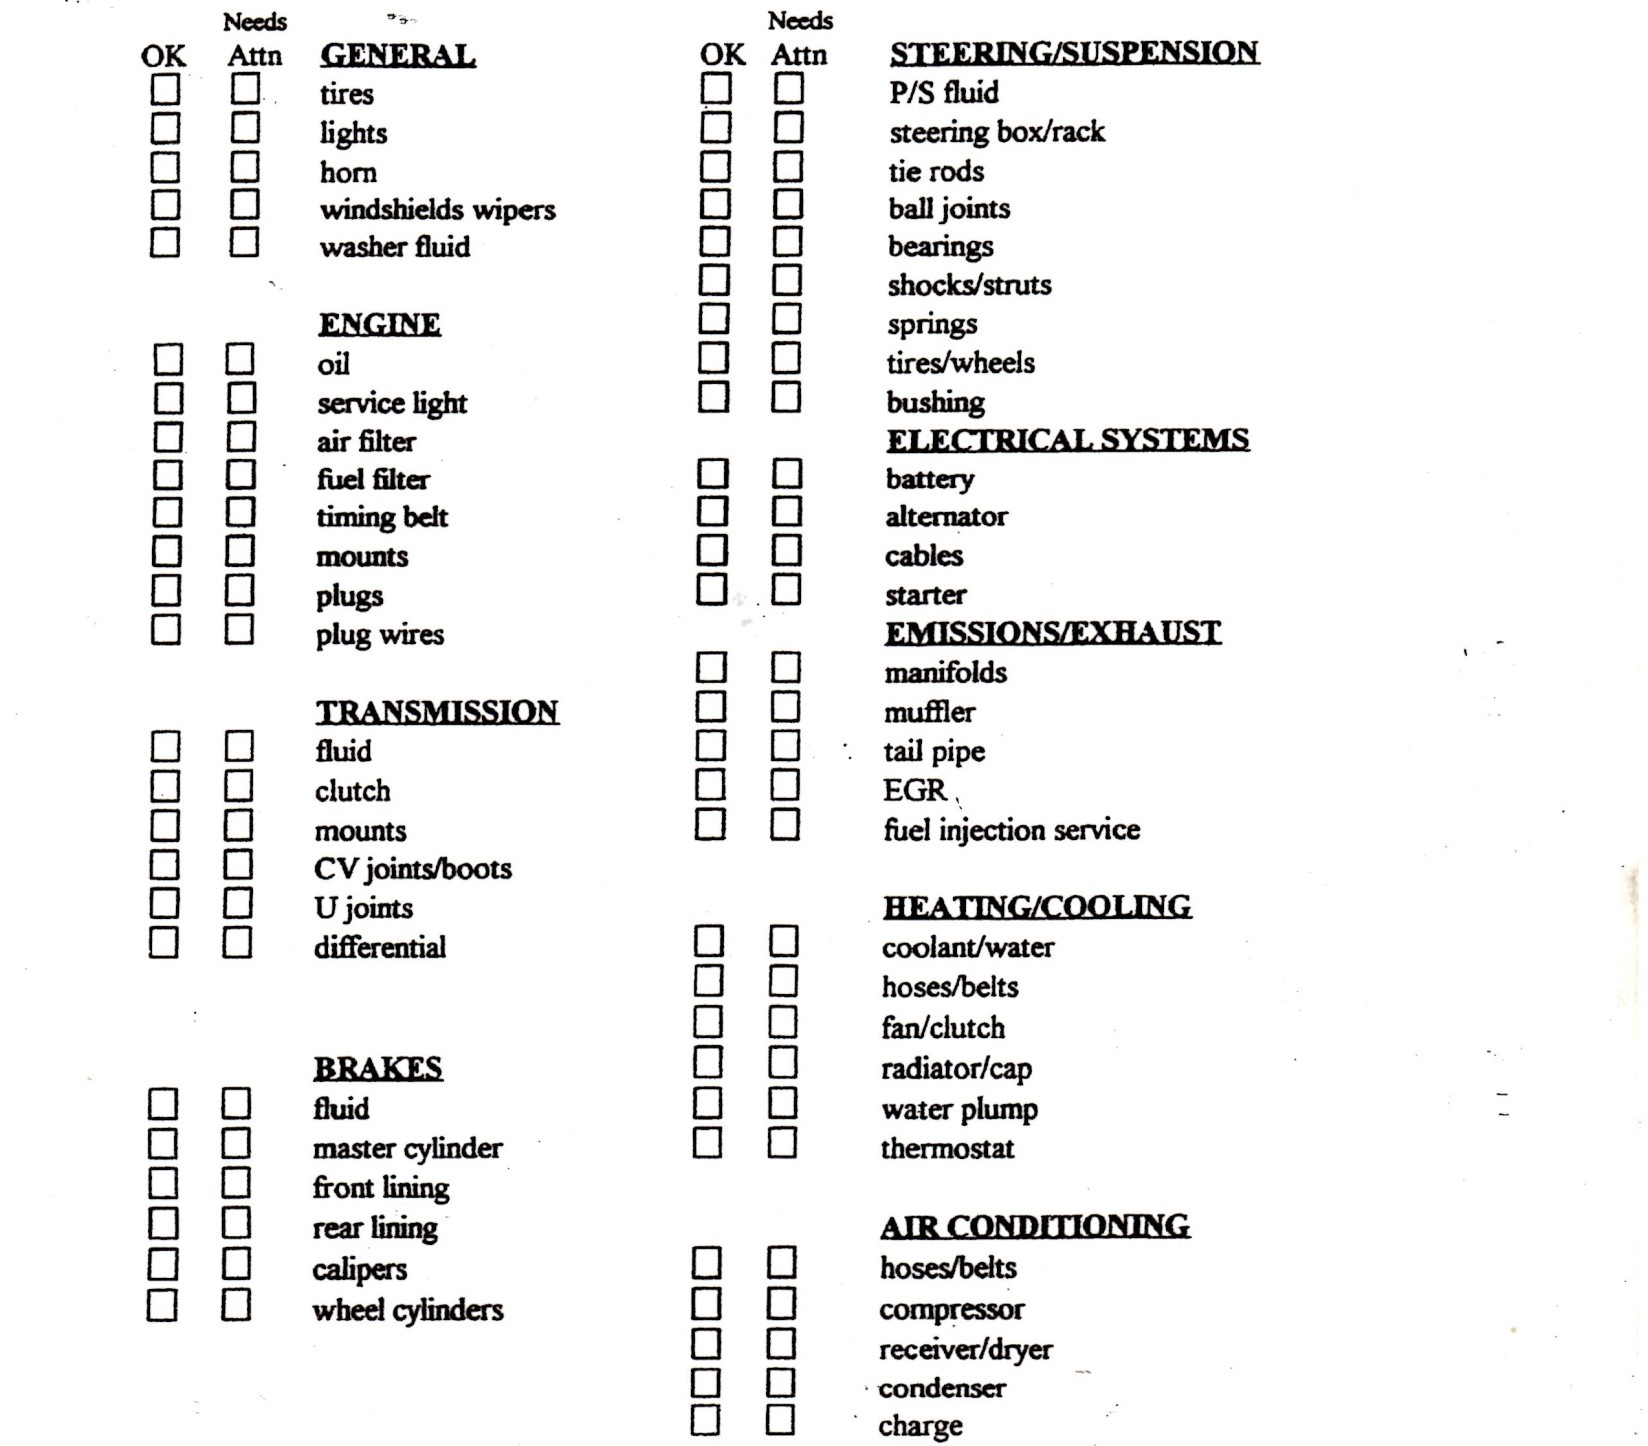 Needs
OK Attn GENERAL
tires
lights
horn
windshields wipers
washer fluid
ENGINE
oil
service light
air filter
fuel filter
timing belt
mounts
plugs
plug wires
TRANSMISSION
fluid
clutch
mounts
CV joints/boots
U joints
differential
BRAKES
fluid
master cylinder
front lining
rear lining
calipers
wheel cylinders
Needs
OK Attn STEERING/SUSPENSION
P/S fluid
steering box/rack
tie rods
ball joints
bearings
shocks/struts
springs
tires/wheels
bushing
ELECTRICAL SYSTEMS
battery
alternator
cables
starter
EMISSIONS/EXHAUST
manifolds
muffler
tail pipe
EGR
fuel injection service
HEATING/COOLING
coolant/water
hoses/belts
fan/clutch
radiator/cap
water plump
thermostat
AIR CONDITIONING
hoses/belts
compressor
receiver/dryer
condenser
charge